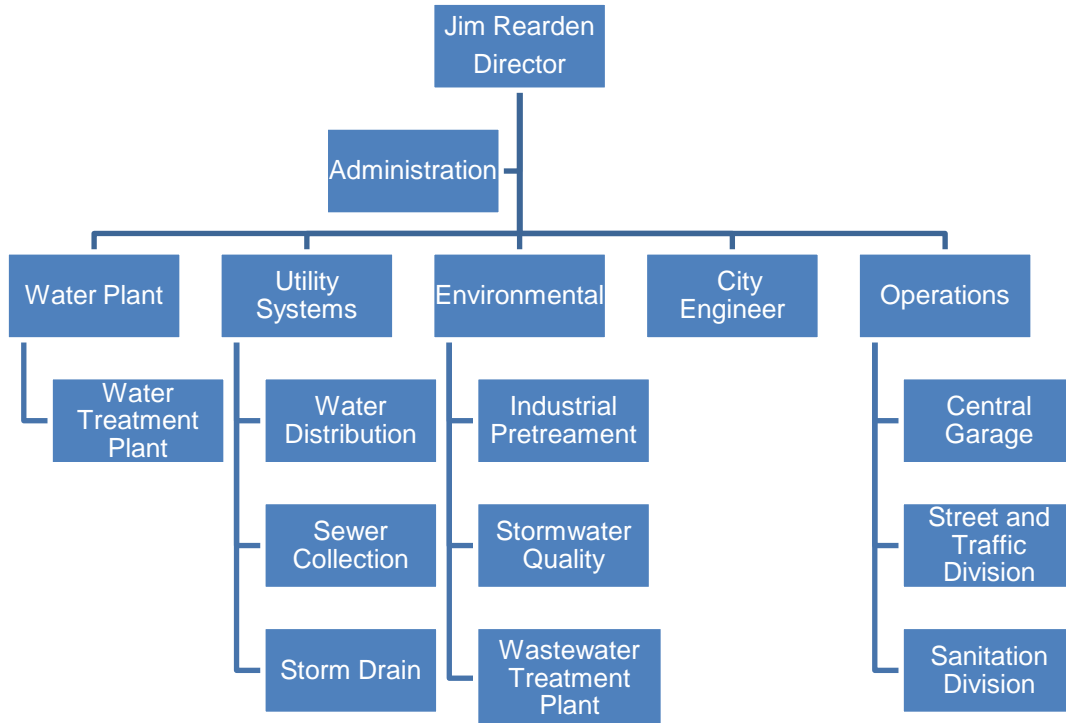 Jim Rearden
Director
Administration
Water Plant
Utility
Systems
Environmental
City
Engineer
Operations
Water
Treatment
Plant
Water
Distribution
Industrial
Pretreament
Central
Garage
Sewer
Collection
Stormwater
Quality
Street and
Traffic
Division
Storm Drain
Wastewater
Treatment
Plant
Sanitation
Division